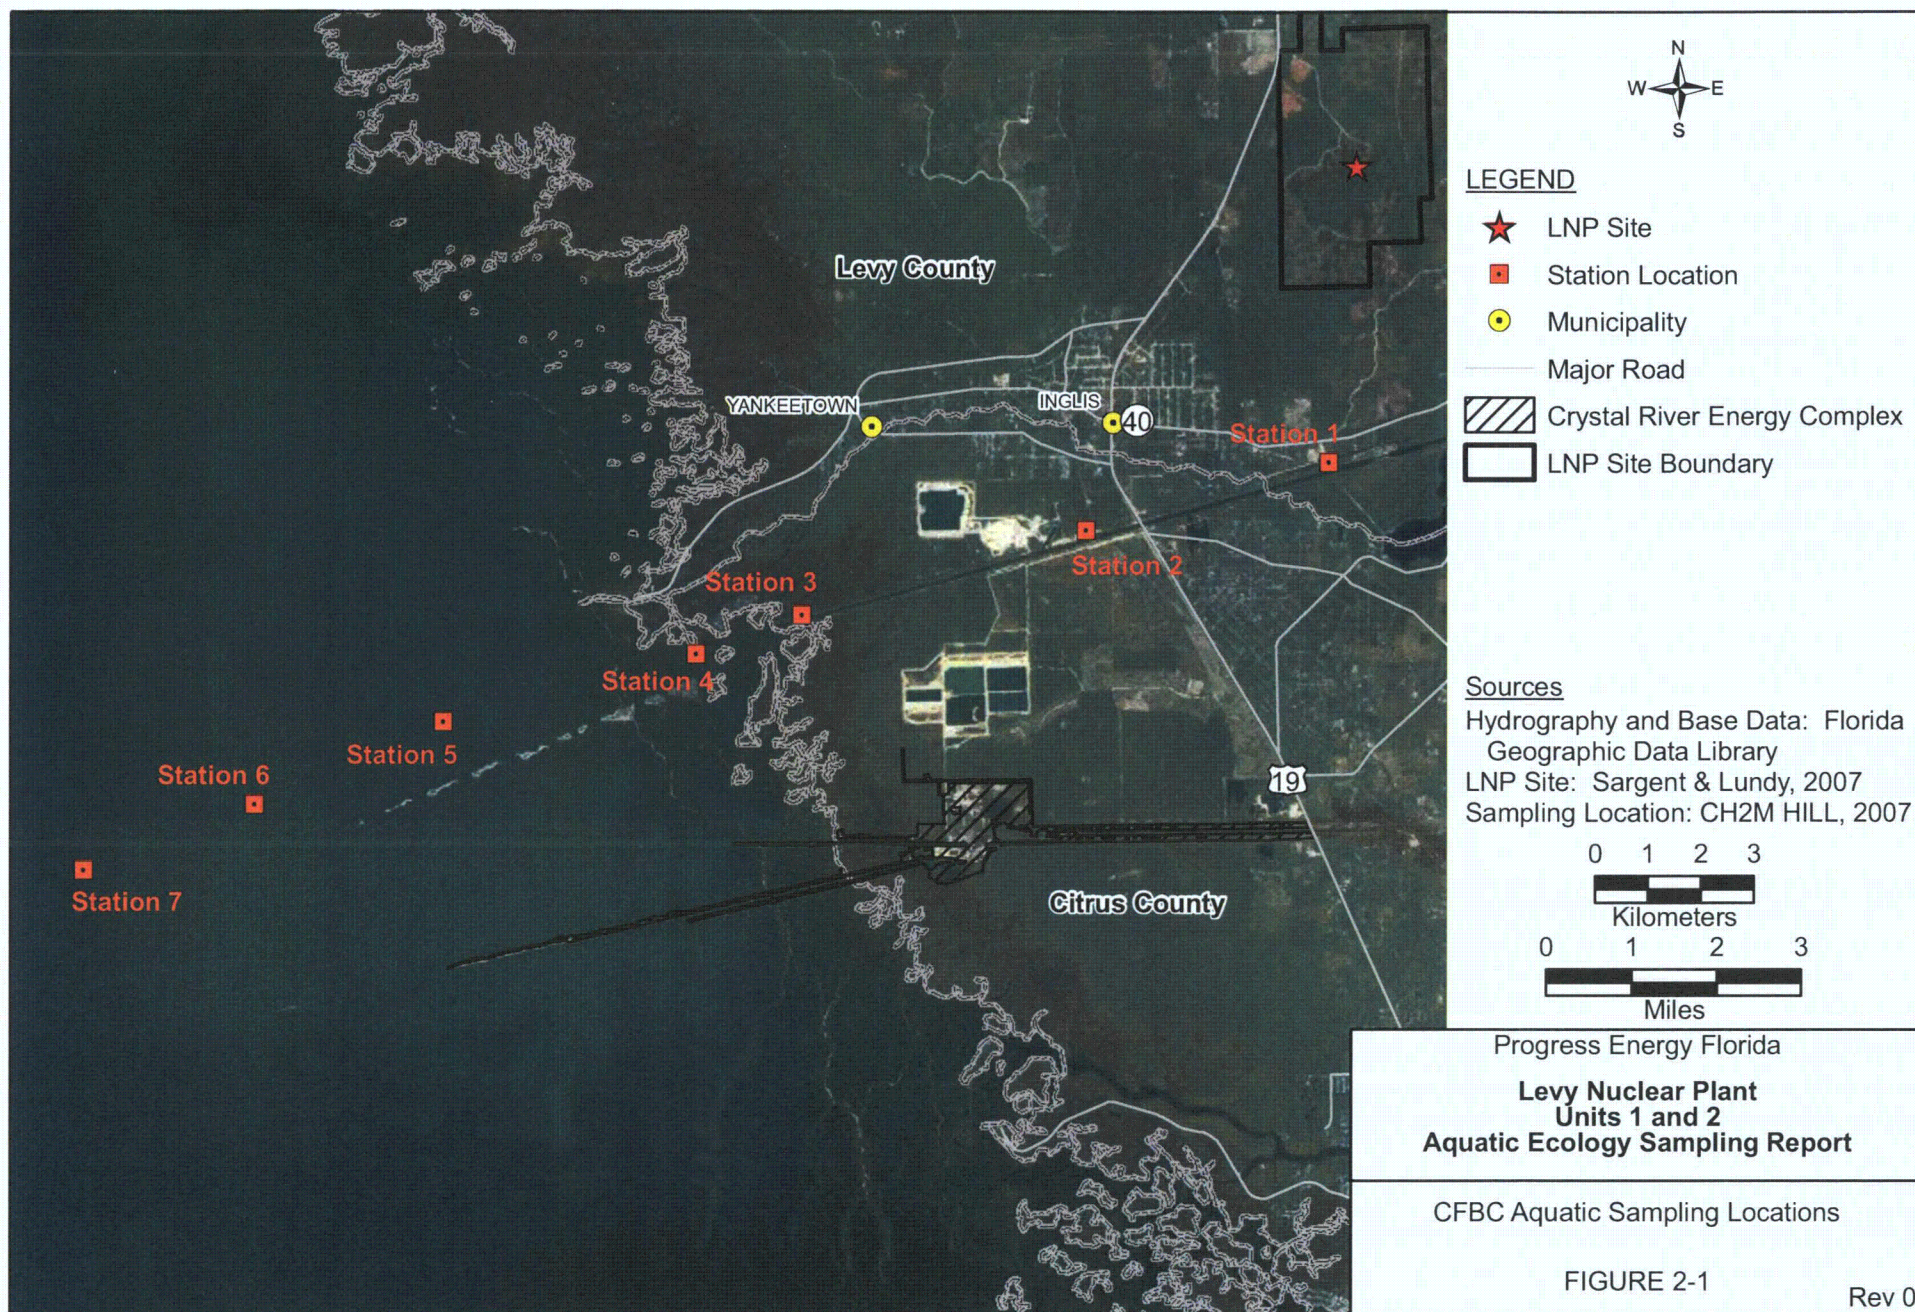 N
W E
S
LEGEND
LNP Site
Station Location
Municipality
Major Road
Crystal River Energy Complex
LNP Site Boundary
Levy County
YANKEETOWN
INGLIS
40
Station 1
Station 2
Station 3
Station 4
Station 5
Station 6
Station 7
19
Citrus County
Sources
Hydrography and Base Data: Florida
Geographic Data Library
LNP Site: Sargent & Lundy, 2007
Sampling Location: CH2M HILL, 2007
0 1 2 3
Kilometers
0 1 2 3
Miles
Progress Energy Florida
Levy Nuclear Plant
Units 1 and 2
Aquatic Ecology Sampling Report
CFBC Aquatic Sampling Locations
FIGURE 2-1
Rev 0